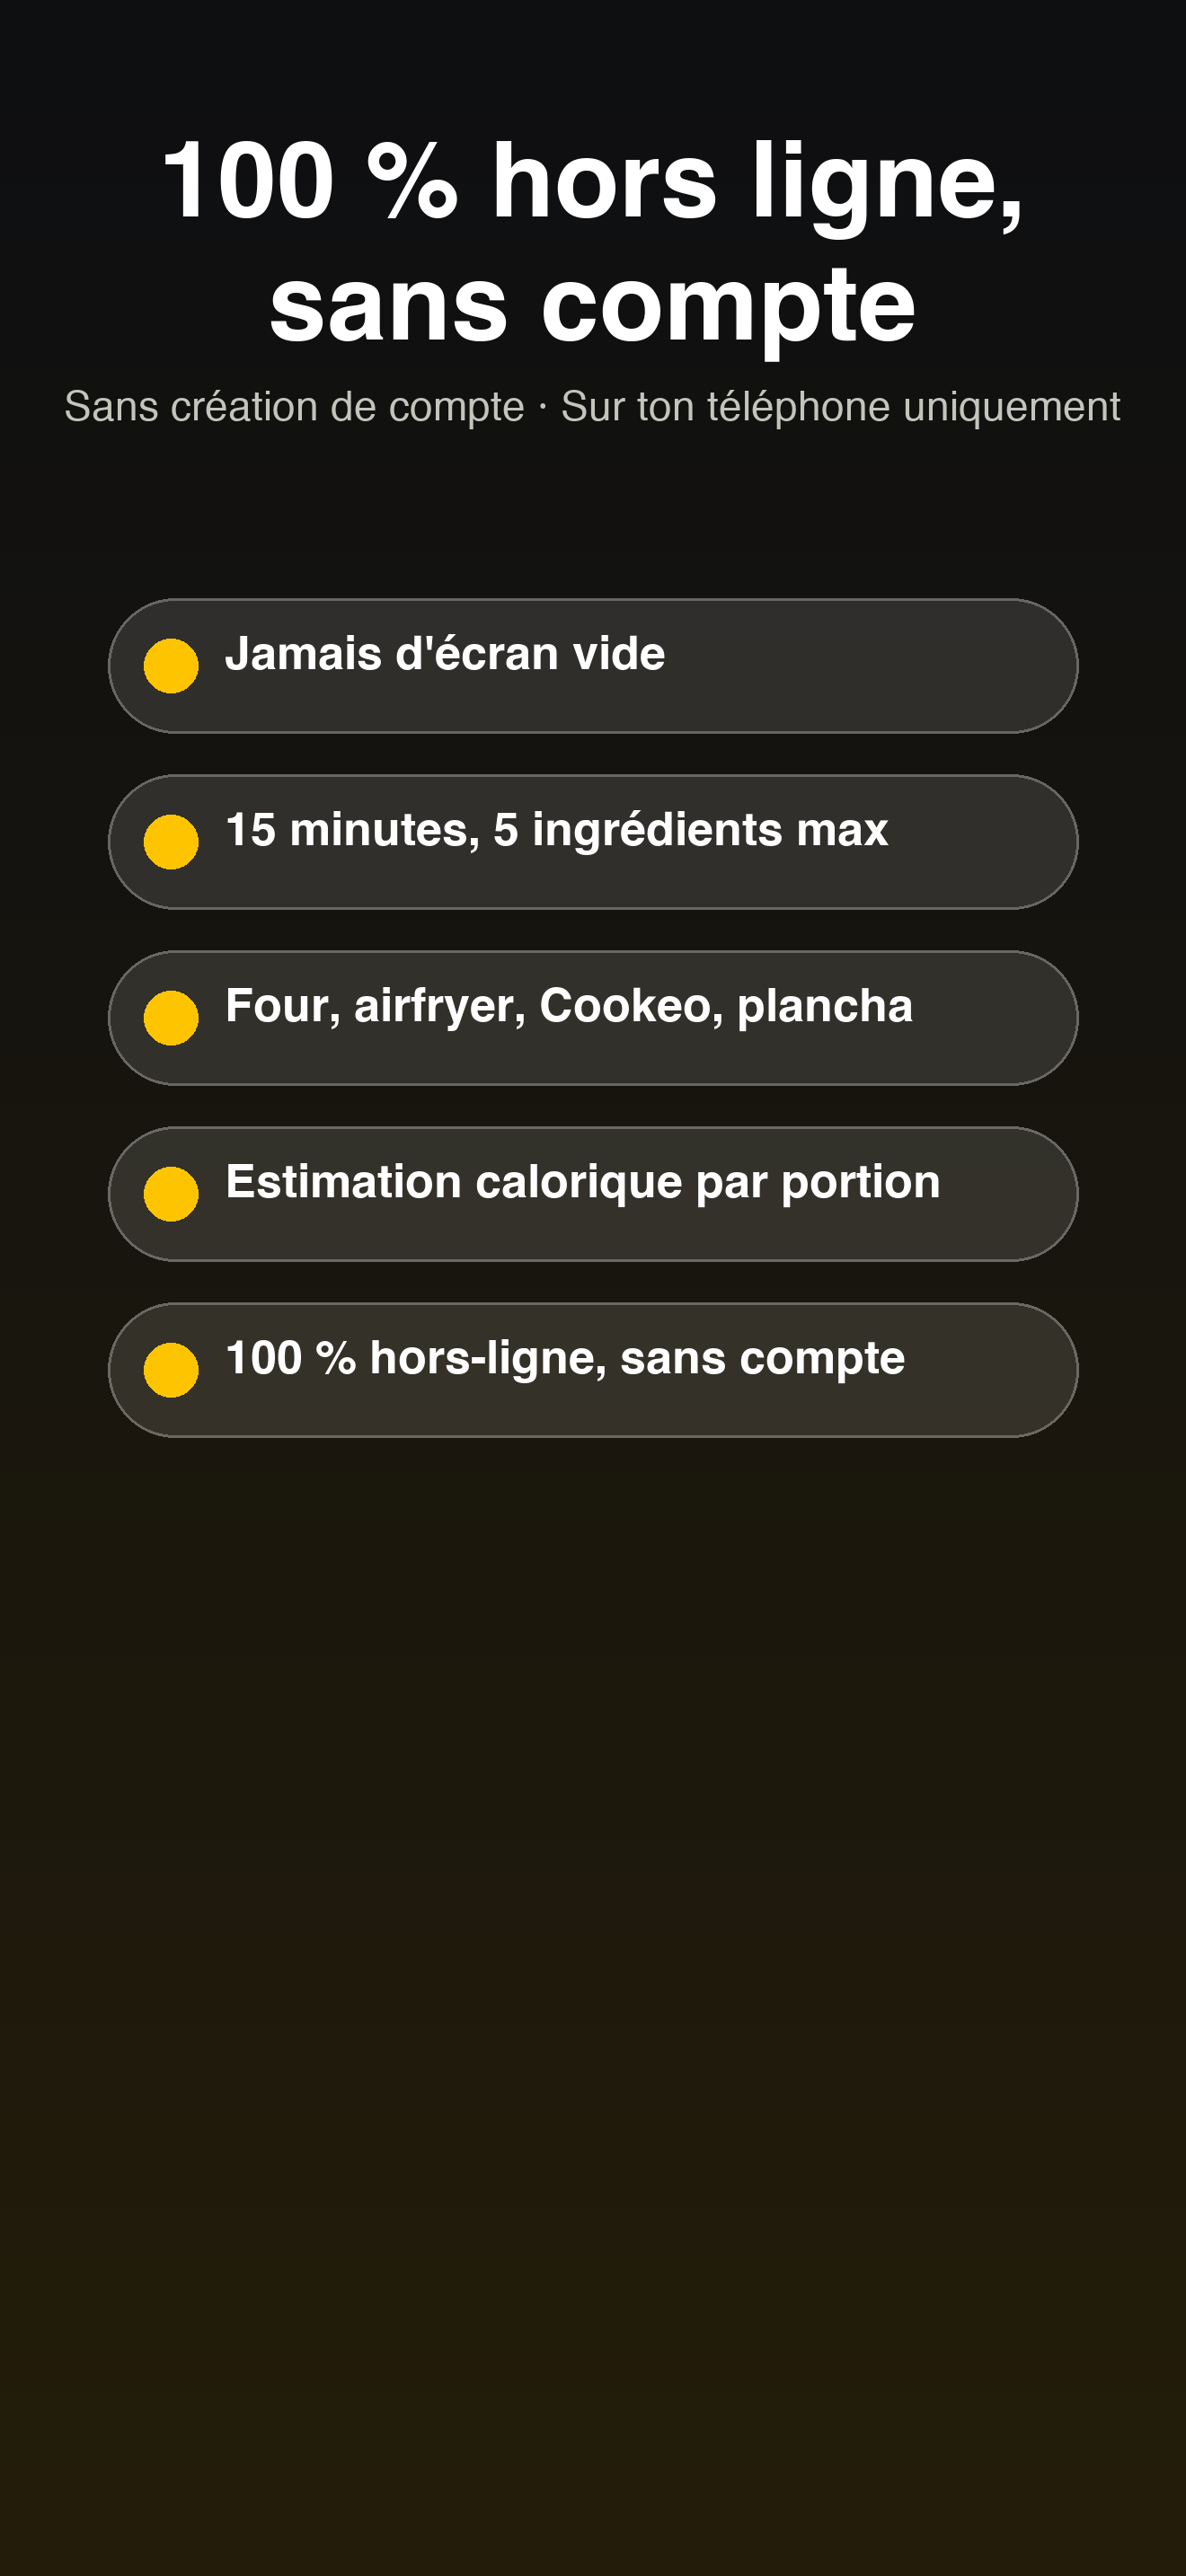 100 % hors ligne,
sans compte
Sans création de compte · Sur ton téléphone uniquement
Jamais d'écran vide
15 minutes, 5 ingrédients max
Four, airfryer, Cookeo, plancha
Estimation calorique par portion
100 % hors-ligne, sans compte